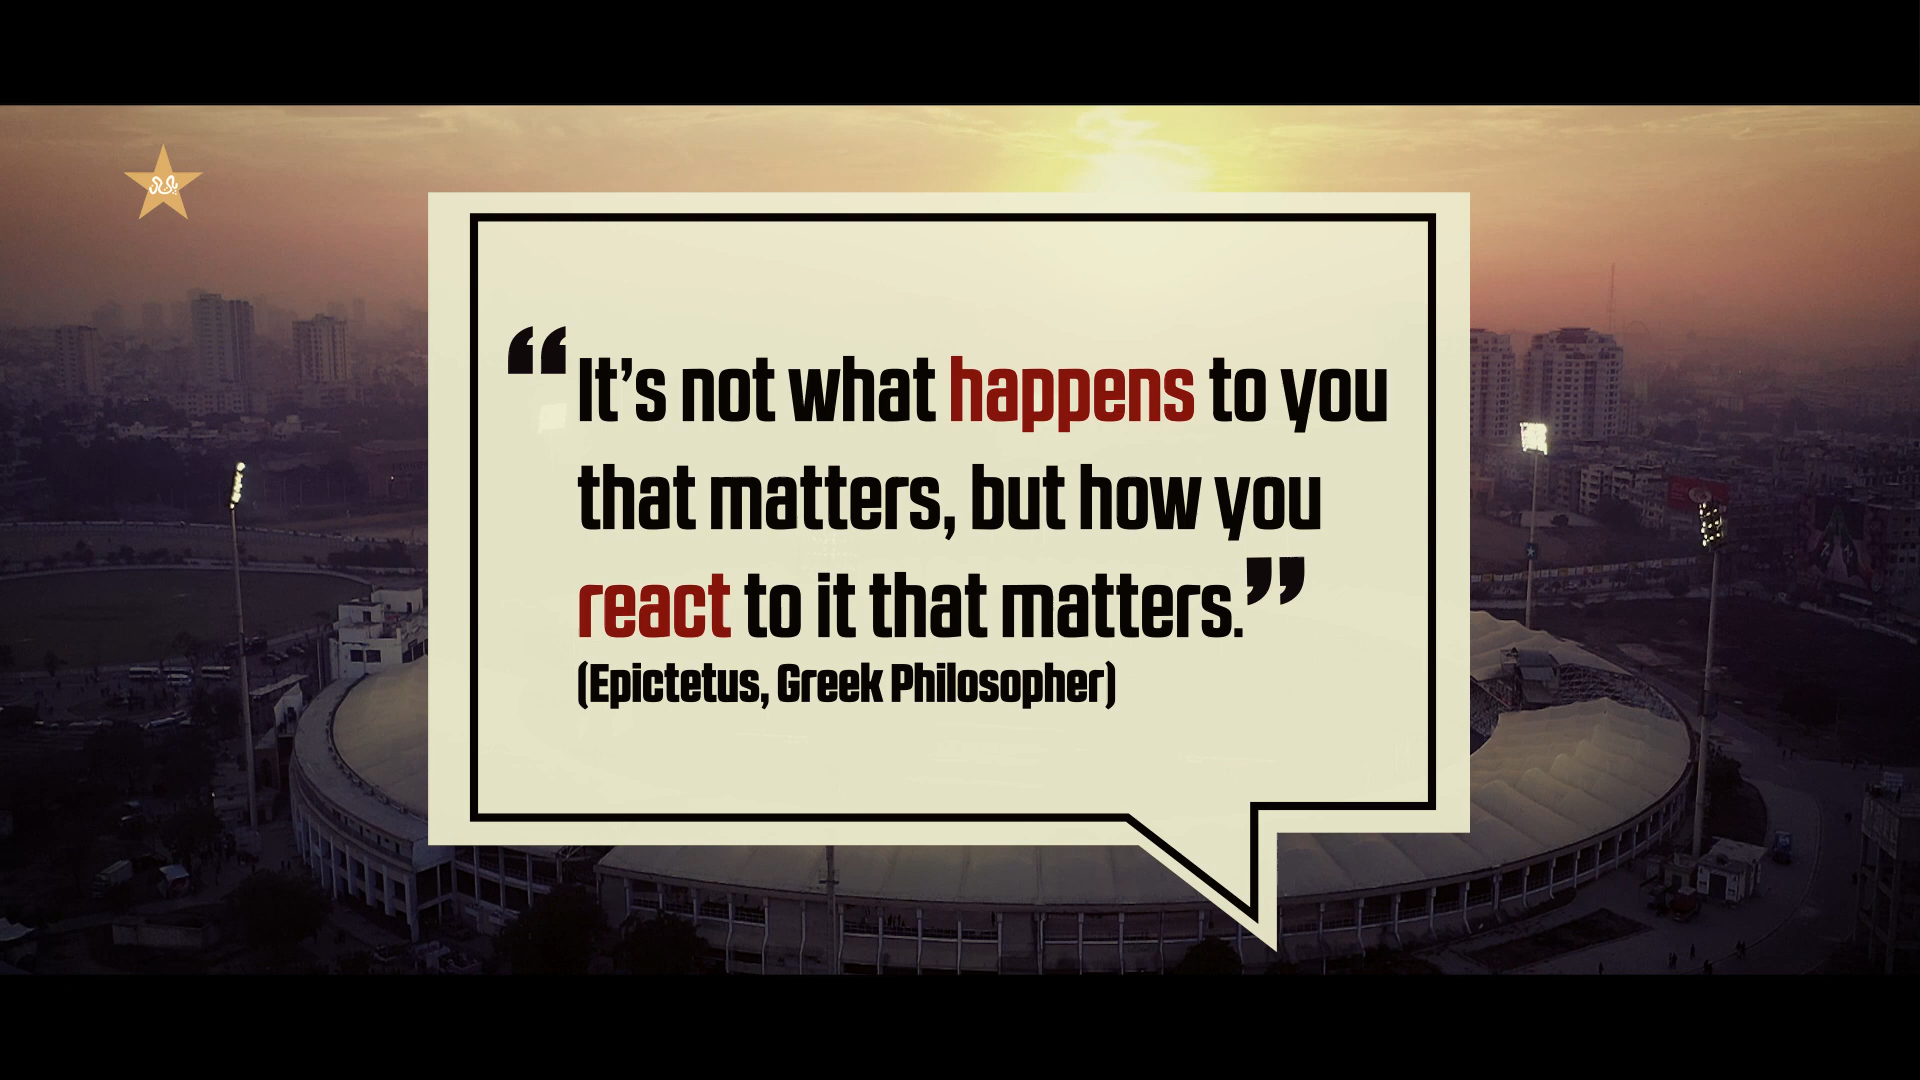 “It’s not what happens to you
that matters, but how you
react to it that matters.”
(Epictetus, Greek Philosopher)